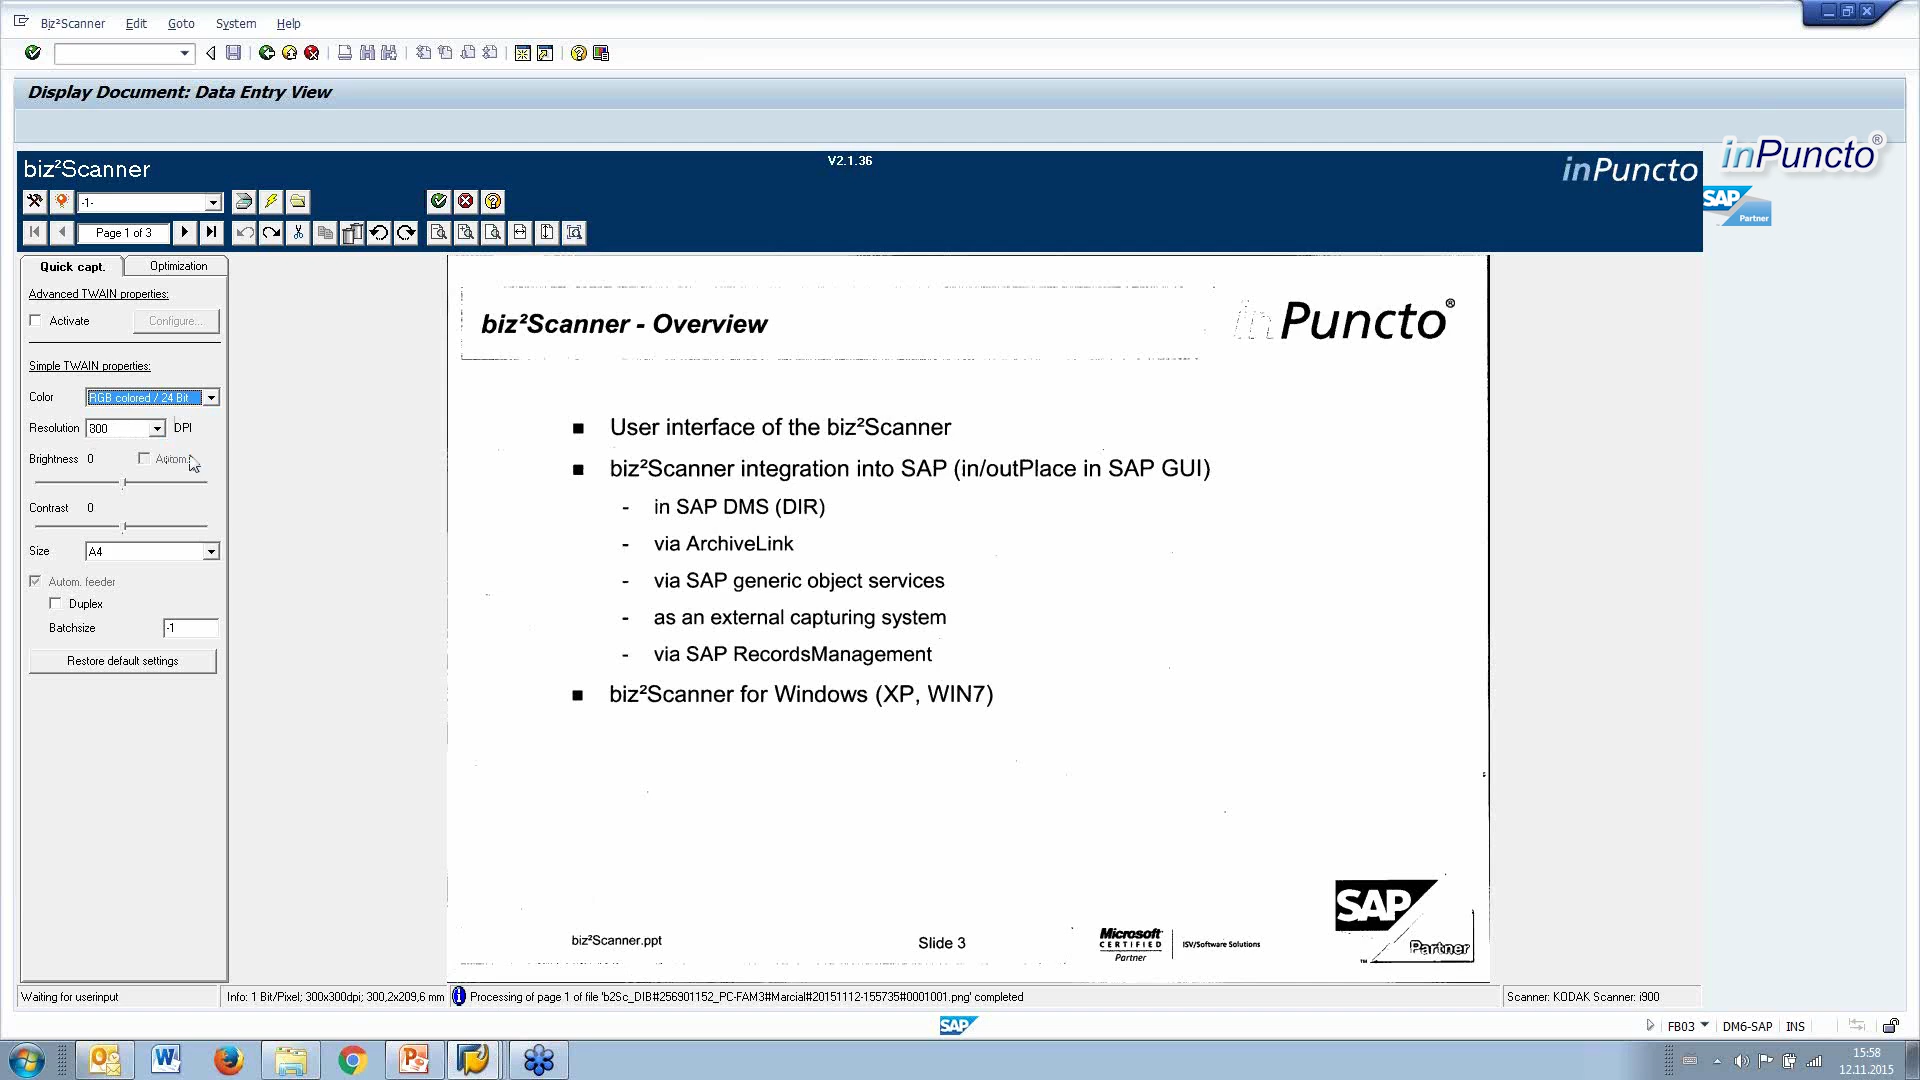 Biz²Scanner Edit Goto System Help
Display Document: Data Entry View
biz²Scanner
V2.1.36
inPuncto
inPuncto®
SAP
Partner
-1-
Page 1 of 3
Quick capt.
Optimization
Advanced TWAIN properties:
Activate
Configure...
Simple TWAIN properties:
Color
RGB colored / 24 Bit
Resolution
300
DPI
Brightness 0
Autom.
Contrast 0
Size
A4
Autom. feeder
Duplex
Batchsize
-1
Restore default settings
biz²Scanner - Overview
inPuncto®
■ User interface of the biz²Scanner
■ biz²Scanner integration into SAP (in/outPlace in SAP GUI)
- in SAP DMS (DIR)
- via ArchiveLink
- via SAP generic object services
- as an external capturing system
- via SAP RecordsManagement
■ biz²Scanner for Windows (XP, WIN7)
biz²Scanner.ppt
Slide 3
Microsoft
CERTIFIED
Partner
ISV/Software Solutions
SAP
™ Partner
Waiting for userinput
Info: 1 Bit/Pixel; 300x300dpi; 300,2x209,6 mm
Processing of page 1 of file 'b2Sc_DIB#256901152_PC-FAM3#Marcial#20151112-155735#0001001.png' completed
Scanner: KODAK Scanner: i900
SAP
FB03
DM6-SAP
INS
15:58
12.11.2015